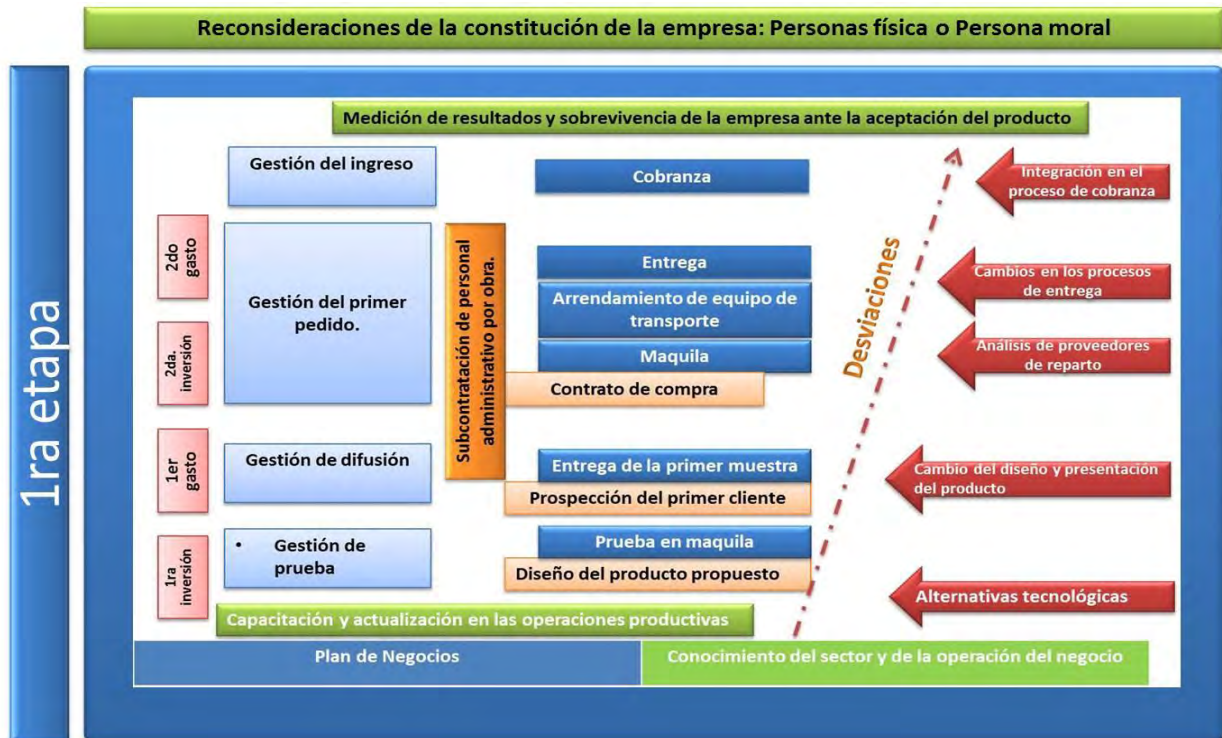 Reconsideraciones de la constitución de la empresa: Personas física o Persona moral
1ra etapa
Medición de resultados y sobrevivencia de la empresa ante la aceptación del producto
Gestión del ingreso
Cobranza
Integración en el
proceso de cobranza
2do
gasto
2da.
inversión
Gestión del primer
pedido.
Subcontratación de personal
administrativo por obra.
Entrega
Arrendamiento de equipo de
transporte
Maquila
Contrato de compra
Desviaciones
Cambios en los procesos
de entrega
Análisis de proveedores
de reparto
1er
gasto
Gestión de difusión
Entrega de la primer muestra
Prospección del primer cliente
Cambio del diseño y presentación
del producto
1ra
inversión
• Gestión de
prueba
Prueba en maquila
Diseño del producto propuesto
Alternativas tecnológicas
Capacitación y actualización en las operaciones productivas
Plan de Negocios
Conocimiento del sector y de la operación del negocio